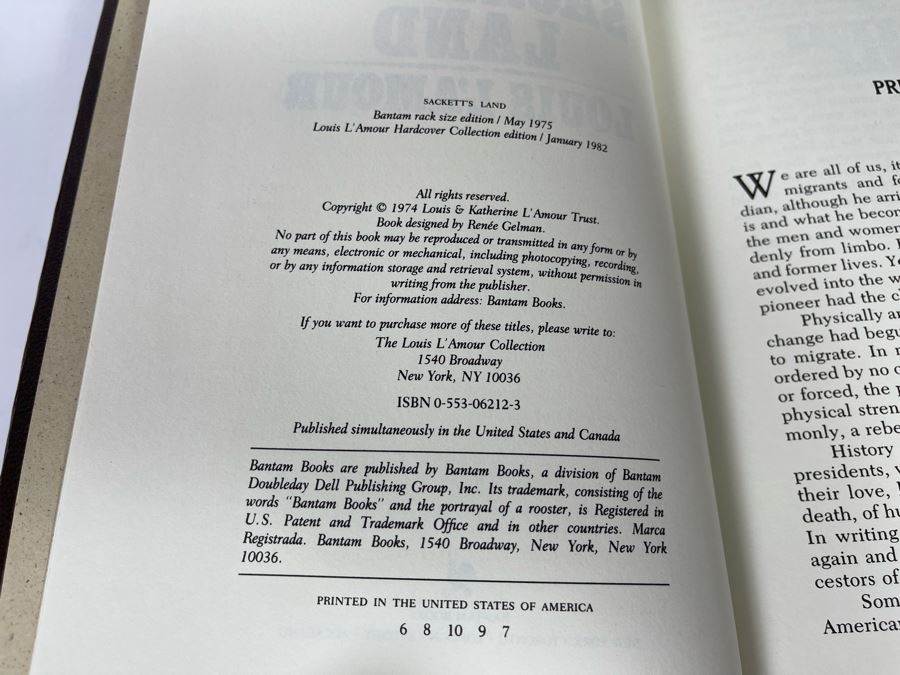 SACKETT'S LAND
Bantam rack size edition / May 1975
Louis L'Amour Hardcover Collection edition / January 1982
All rights reserved.
Copyright © 1974 Louis & Katherine L'Amour Trust.
Book designed by Renée Gelman.
No part of this book may be reproduced or transmitted in any form or by
any means, electronic or mechanical, including photocopying, recording,
or by any information storage and retrieval system, without permission in
writing from the publisher.
For information address: Bantam Books.
If you want to purchase more of these titles, please write to:
The Louis L'Amour Collection
1540 Broadway
New York, NY 10036
ISBN 0-553-06212-3
Published simultaneously in the United States and Canada
Bantam Books are published by Bantam Books, a division of Bantam
Doubleday Dell Publishing Group, Inc. Its trademark, consisting of the
words "Bantam Books" and the portrayal of a rooster, is Registered in
U.S. Patent and Trademark Office and in other countries. Marca
Registrada. Bantam Books, 1540 Broadway, New York, New York
10036.
PRINTED IN THE UNITED STATES OF AMERICA
6 8 10 9 7
We are all of us, it
migrants and
dian, although he
is and what he
the men and women
denly from limbo.
and former lives.
evolved into the
pioneer had the
Physically
change had
to migrate. In
ordered by no
or forced, the
physical
monly, a
History
presidents,
their love,
death, of
In writing
again and
cestors of